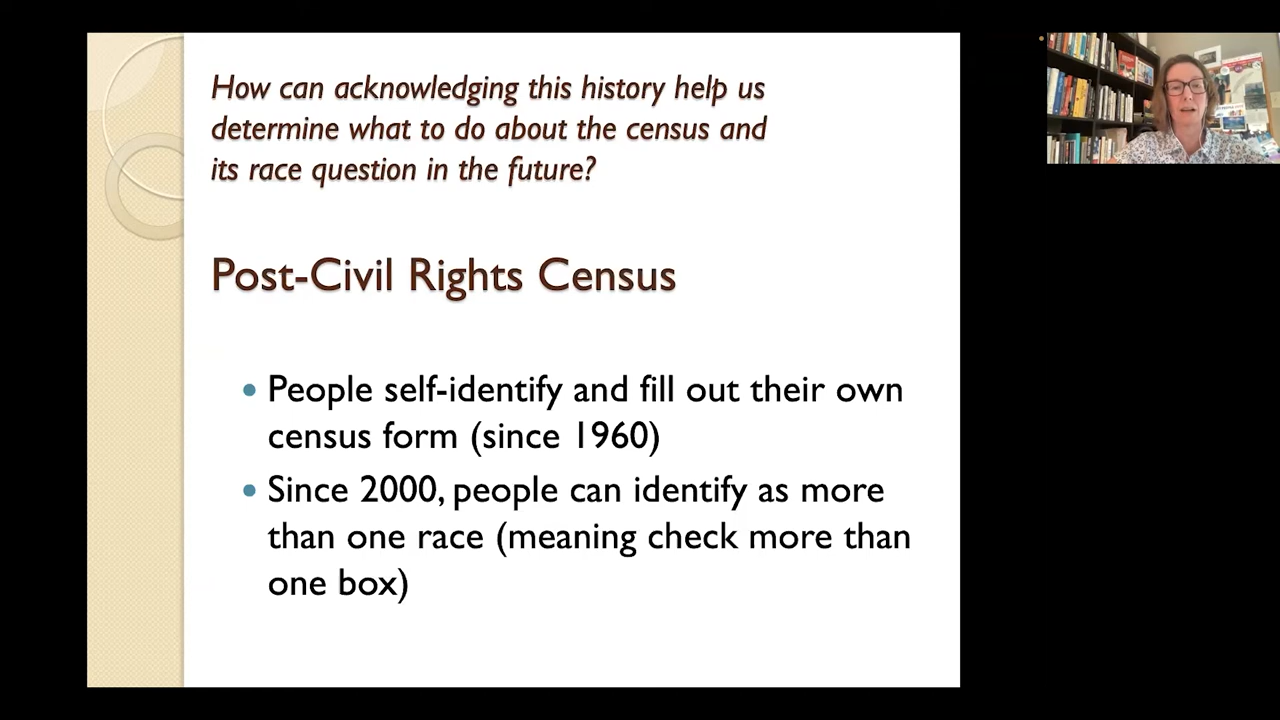 How can acknowledging this history help us
determine what to do about the census and
its race question in the future?
Post-Civil Rights Census
• People self-identify and fill out their own
census form (since 1960)
• Since 2000, people can identify as more
than one race (meaning check more than
one box)